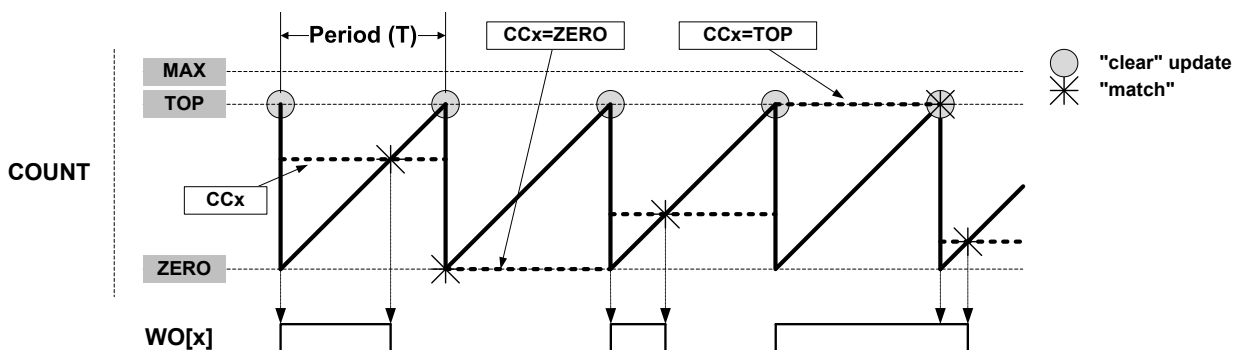 Period (T)
CCx=ZERO
CCx=TOP
"clear" update
"match"
MAX
TOP
COUNT
CCx
ZERO
WO[x]